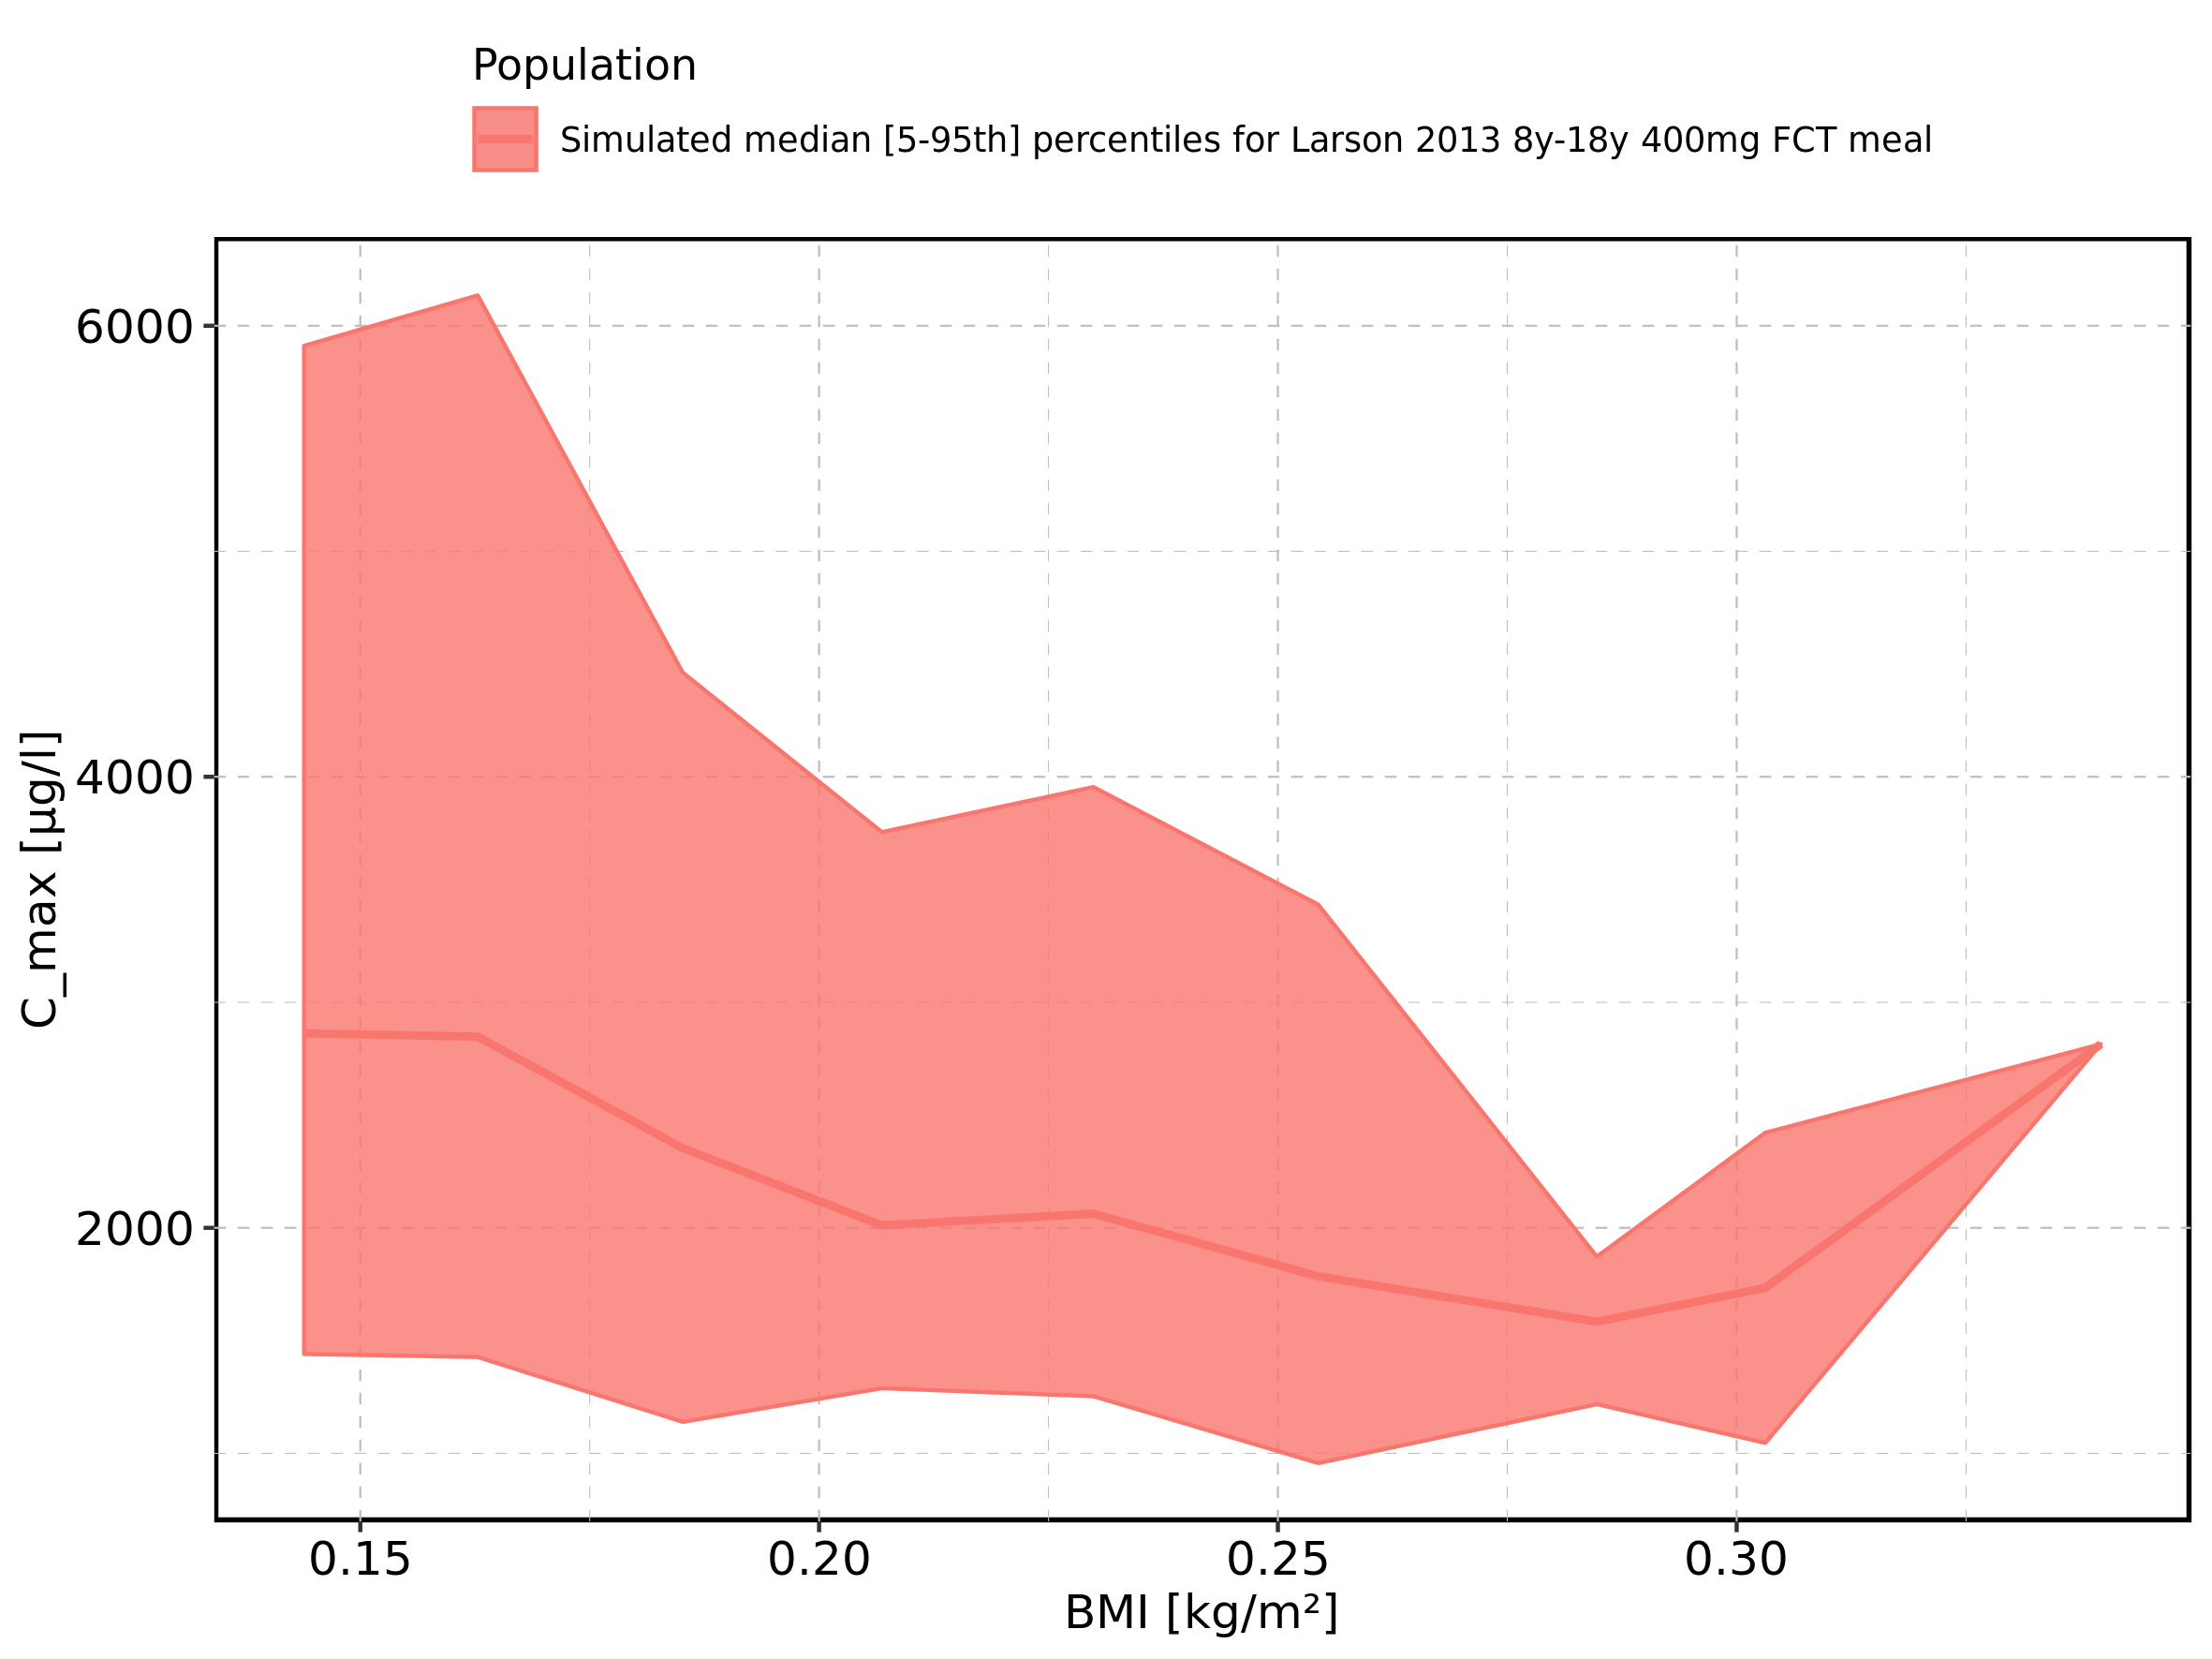 Population
Simulated median [5-95th] percentiles for Larson 2013 8y-18y 400mg FCT meal
C_max [µg/l]
6000
4000
2000
0.15 0.20 0.25 0.30
BMI [kg/m²]